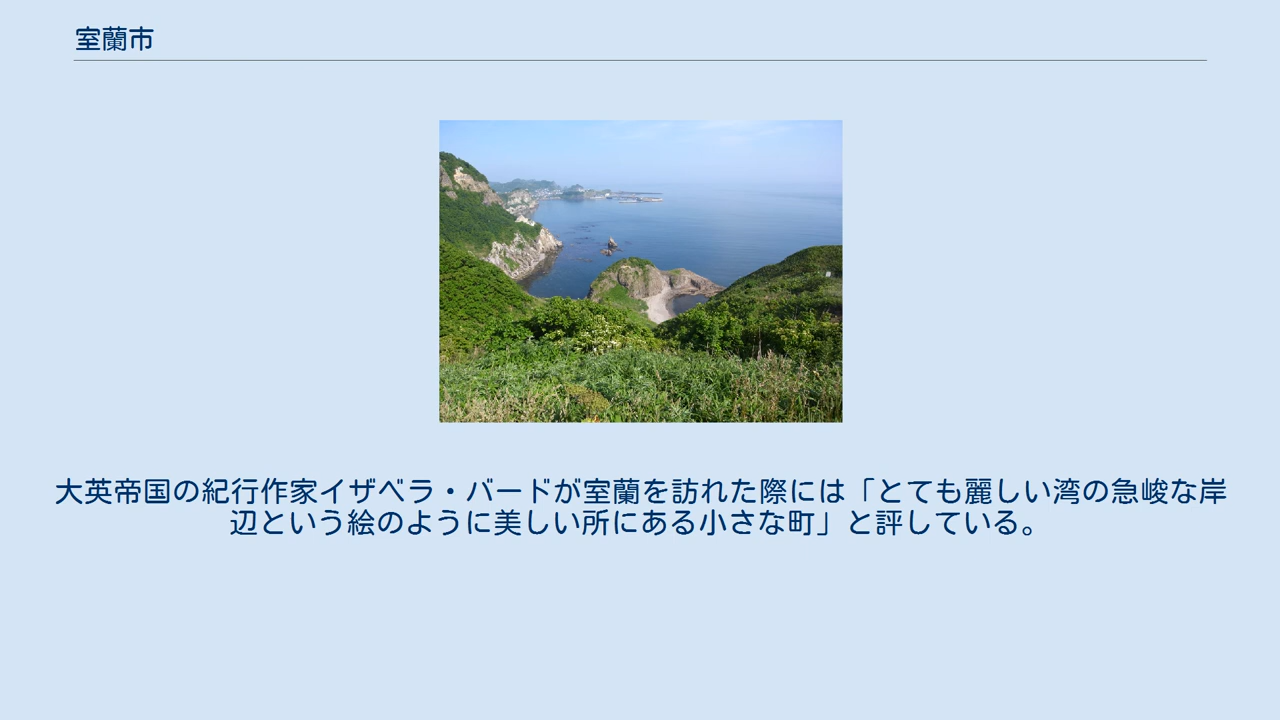 室蘭市
大英帝国の紀行作家イザベラ・バードが室蘭を訪れた際には「とても麗しい湾の急峻な岸
辺という絵のように美しい所にある小さな町」と評している。